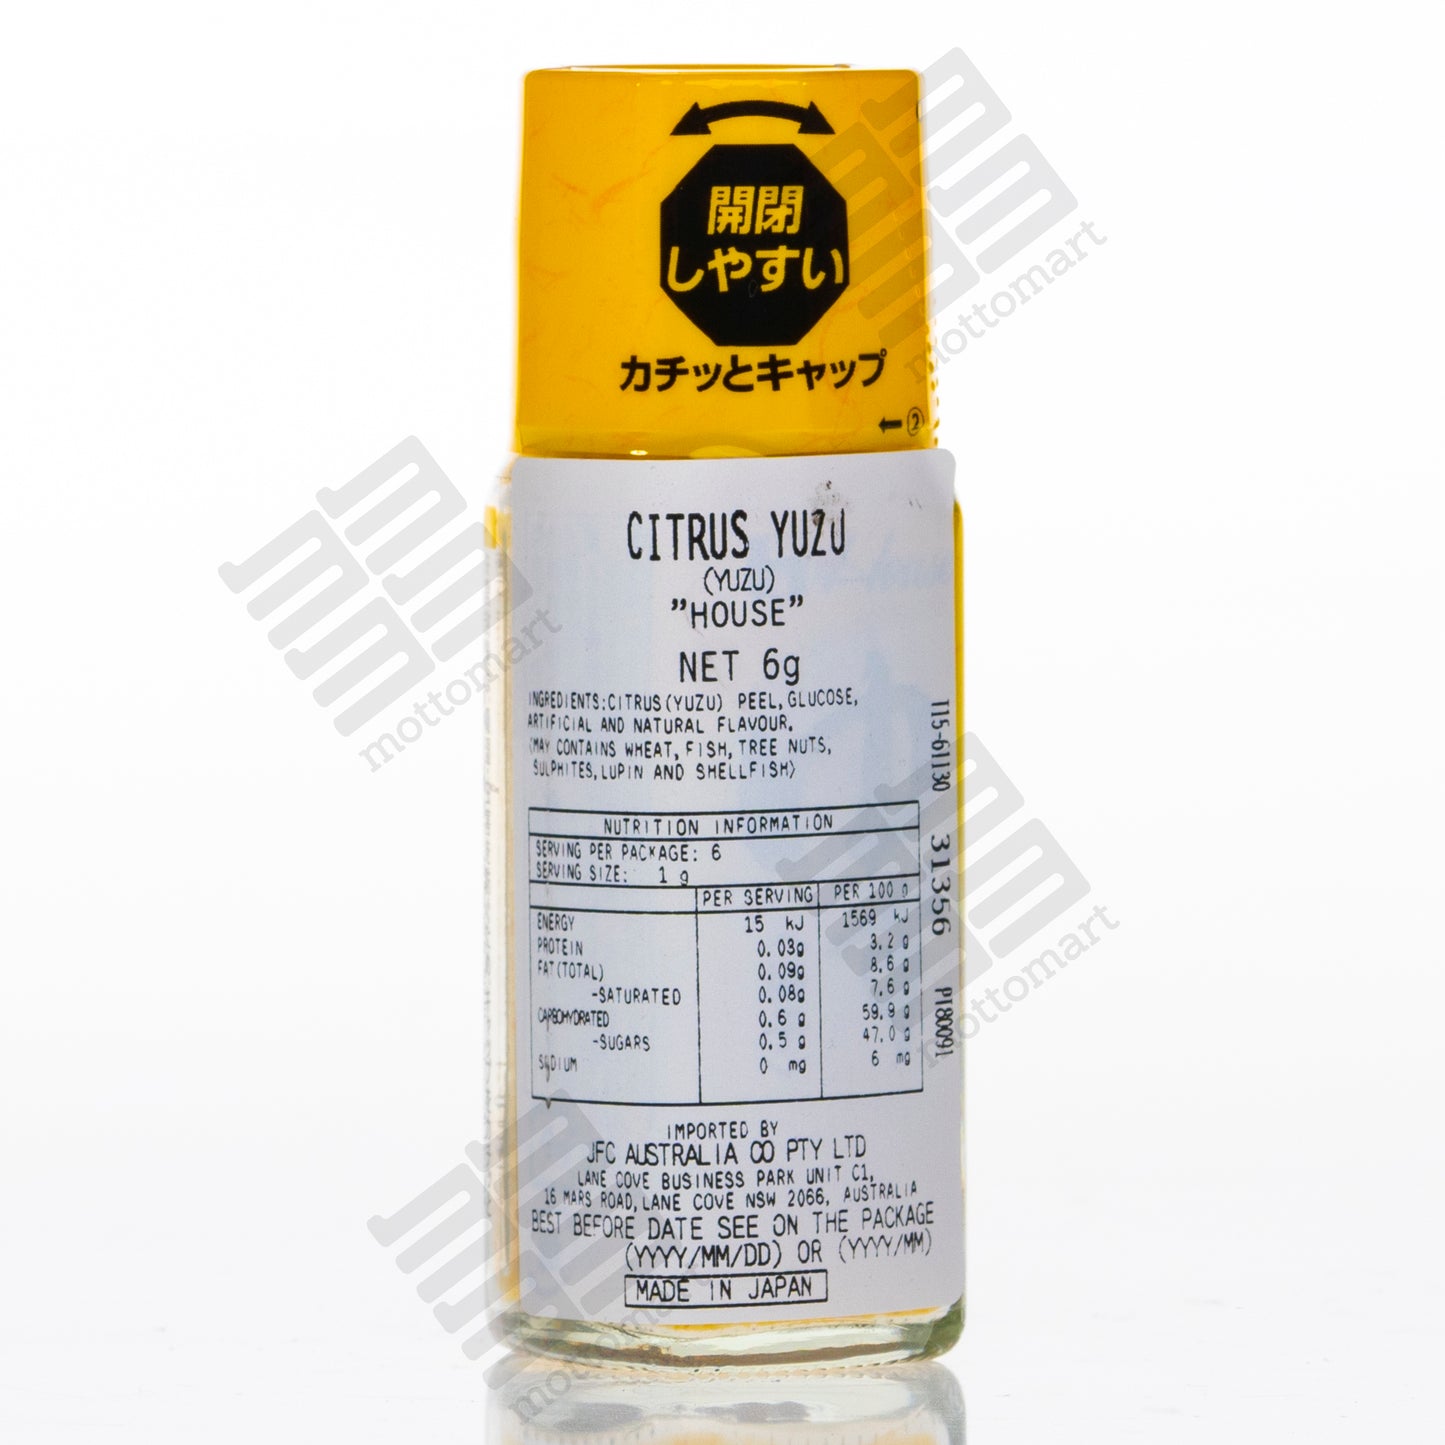 開閉
しやすい
カチッとキャップ
②
CITRUS YUZU
(YUZU)
"HOUSE"
NET 6g
INGREDIENTS:CITRUS(YUZU) PEEL,GLUCOSE,
ARTIFICIAL AND NATURAL FLAVOUR.
(MAY CONTAINS WHEAT,FISH,TREE NUTS,
SULPHITES,LUPIN AND SHELLFISH)
NUTRITION INFORMATION
SERVING PER PACKAGE: 6
SERVING SIZE: 1 g
PER SERVING PER 100 g
ENERGY 15 kJ 1569 kJ
PROTEIN 0.03g 3.2 g
FAT(TOTAL) 0.09g 8.6 g
-SATURATED 0.08g 7.6 g
CARBOHYDRATED 0.6 g 59.9 g
-SUGARS 0.5 g 47.0 g
SODIUM 0 mg 6 mg
IMPORTED BY
JFC AUSTRALIA CO PTY LTD
LANE COVE BUSINESS PARK UNIT C1,
16 MARS ROAD,LANE COVE NSW 2066, AUSTRALIA
BEST BEFORE DATE SEE ON THE PACKAGE
(YYYY/MM/DD) OR (YYYY/MM)
MADE IN JAPAN
115-61130 31356 P180091
mottomart
mottomart
mottomart
mottomart